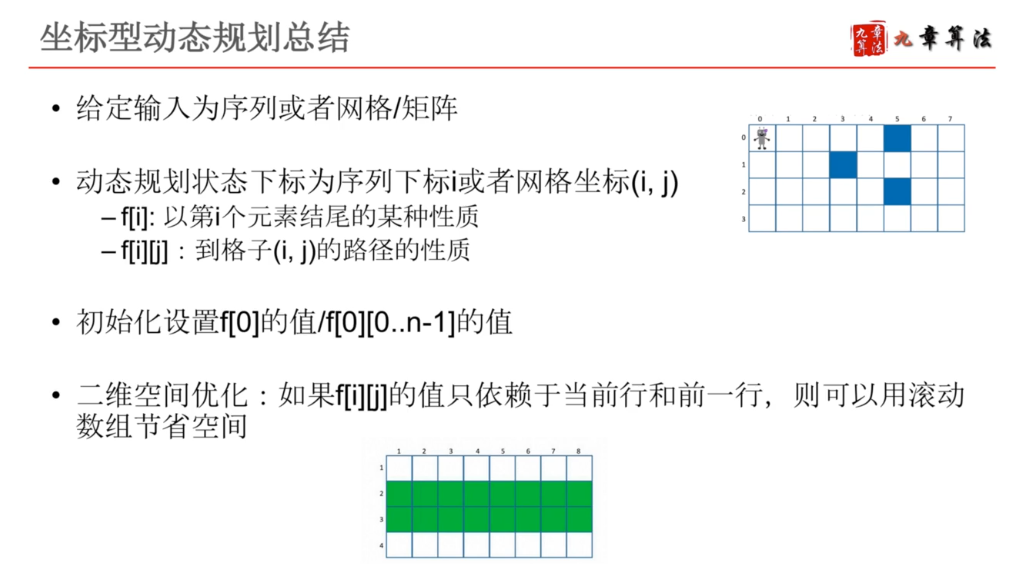 坐标型动态规划总结
九章算法
九章算法
• 给定输入为序列或者网格/矩阵
• 动态规划状态下标为序列下标i或者网格坐标(i, j)
– f[i]: 以第i个元素结尾的某种性质
– f[i][j]：到格子(i, j)的路径的性质
0 1 2 3 4 5 6 7
0
1
2
3
• 初始化设置f[0]的值/f[0][0..n-1]的值
• 二维空间优化：如果f[i][j]的值只依赖于当前行和前一行，则可以用滚动
数组节省空间
1 2 3 4 5 6 7 8
1
2
3
4